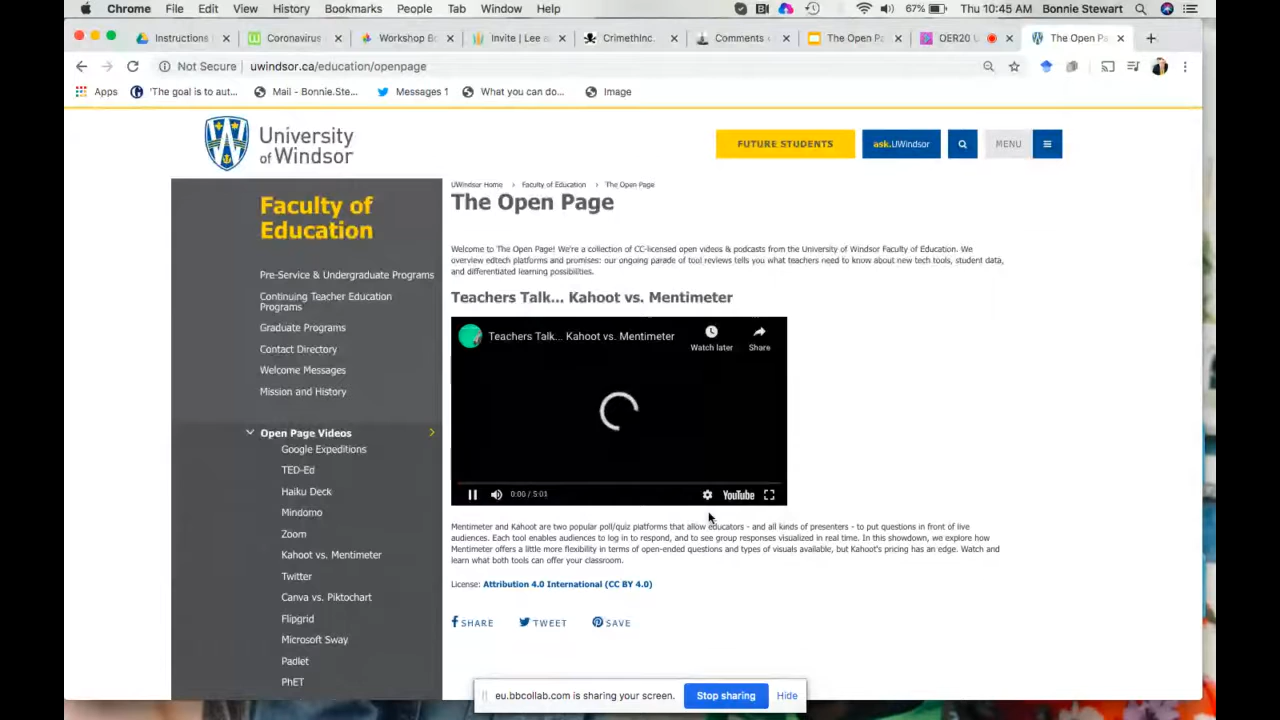 Chrome File Edit View History Bookmarks People Tab Window Help 67% Thu 10:45 AM Bonnie Stewart
Instructions Coronavirus Workshop Bo Invite | Lee CrimethInc. Comments The Open Pa OER20 The Open Pa
Not Secure uwindsor.ca/education/openpage
Apps 'The goal is to aut... Mail - Bonnie.Ste... Messages 1 What you can do... Image
University of Windsor
FUTURE STUDENTS
ask.UWindsor
MENU
Faculty of
Education
Pre-Service & Undergraduate Programs
Continuing Teacher Education
Programs
Graduate Programs
Contact Directory
Welcome Messages
Mission and History
Open Page Videos
Google Expeditions
TED-Ed
Haiku Deck
Mindomo
Zoom
Kahoot vs. Mentimeter
Twitter
Canva vs. Piktochart
Flipgrid
Microsoft Sway
Padlet
PhET
UWindsor Home > Faculty of Education > The Open Page
The Open Page
Welcome to The Open Page! We're a collection of CC-licensed open videos & podcasts from the University of Windsor Faculty of Education. We
overview edtech platforms and promises: our ongoing parade of tool reviews tells you what teachers need to know about new tech tools, student data,
and differentiated learning possibilities.
Teachers Talk... Kahoot vs. Mentimeter
Teachers Talk... Kahoot vs. Mentimeter
Watch later Share
0:00 / 5:01 YouTube
Mentimeter and Kahoot are two popular poll/quiz platforms that allow educators - and all kinds of presenters - to put questions in front of live
audiences. Each tool enables audiences to log in to respond, and to see group responses visualized in real time. In this showdown, we explore how
Mentimeter offers a little more flexibility in terms of open-ended questions and types of visuals available, but Kahoot's pricing has an edge. Watch and
learn what both tools can offer your classroom.
License: Attribution 4.0 International (CC BY 4.0)
SHARE TWEET SAVE
eu.bbcollab.com is sharing your screen. Stop sharing Hide